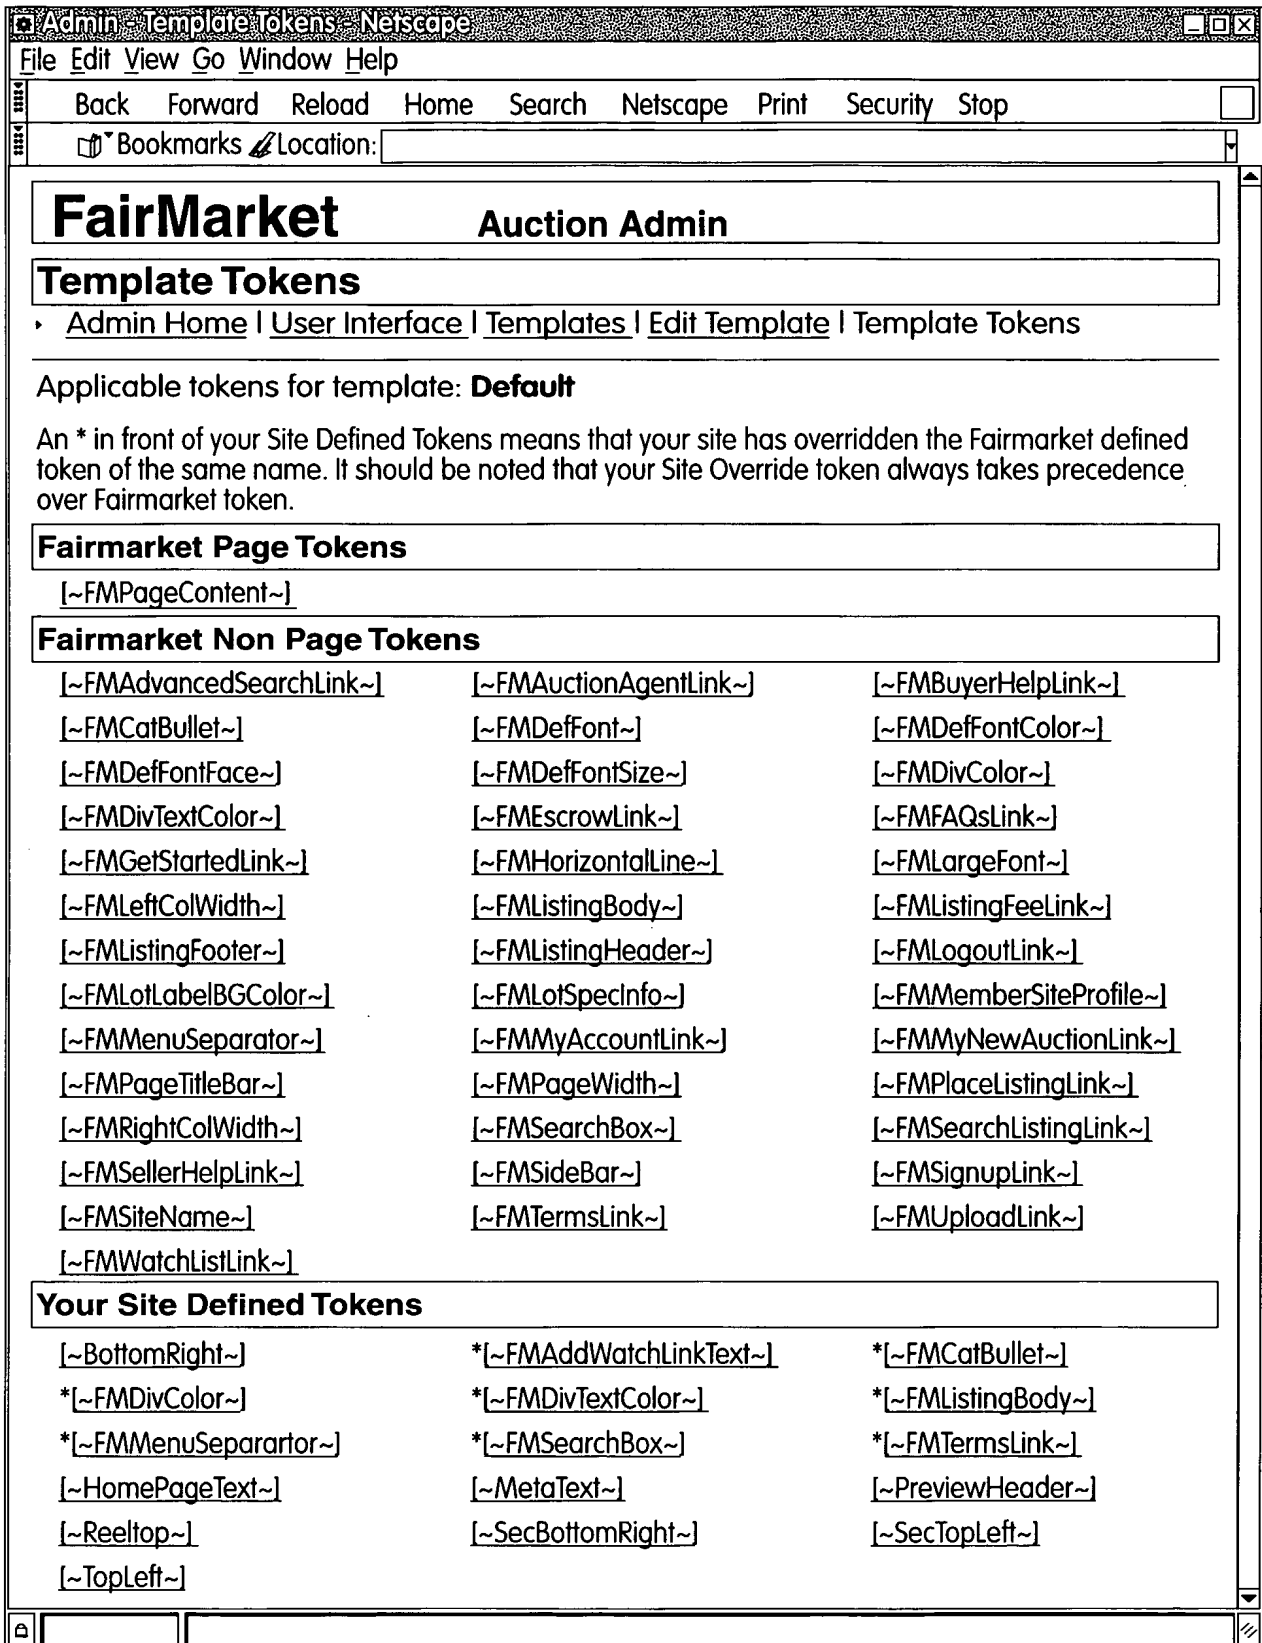 Admin - Template Tokens - Netscape
File Edit View Go Window Help
Back Forward Reload Home Search Netscape Print Security Stop
Bookmarks Location:
FairMarket Auction Admin
Template Tokens
Admin Home | User Interface | Templates | Edit Template | Template Tokens
Applicable tokens for template: Default
An * in front of your Site Defined Tokens means that your site has overridden the Fairmarket defined
token of the same name. It should be noted that your Site Override token always takes precedence
over Fairmarket token.
Fairmarket Page Tokens
[~FMPageContent~]
Fairmarket Non Page Tokens
[~FMAdvancedSearchLink~] [~FMAuctionAgentLink~] [~FMBuyerHelpLink~]
[~FMCatBullet~] [~FMDefFont~] [~FMDefFontColor~]
[~FMDefFontFace~] [~FMDefFontSize~] [~FMDivColor~]
[~FMDivTextColor~] [~FMEscrowLink~] [~FMFAQsLink~]
[~FMGetStartedLink~] [~FMHorizontalLine~] [~FMLargeFont~]
[~FMLeftColWidth~] [~FMListingBody~] [~FMListingFeeLink~]
[~FMListingFooter~] [~FMListingHeader~] [~FMLogoutLink~]
[~FMLotLabelBGColor~] [~FMLotSpecInfo~] [~FMMemberSiteProfile~]
[~FMMenuSeparator~] [~FMMyAccountLink~] [~FMMyNewAuctionLink~]
[~FMPageTitleBar~] [~FMPageWidth~] [~FMPlaceListingLink~]
[~FMRightColWidth~] [~FMSearchBox~] [~FMSearchListingLink~]
[~FMSellerHelpLink~] [~FMSideBar~] [~FMSignupLink~]
[~FMSiteName~] [~FMTermsLink~] [~FMUploadLink~]
[~FMWatchListLink~]
Your Site Defined Tokens
[~BottomRight~] *[~FMAddWatchLinkText~] *[~FMCatBullet~]
*[~FMDivColor~] *[~FMDivTextColor~] *[~FMListingBody~]
*[~FMMenuSeparartor~] *[~FMSearchBox~] *[~FMTermsLink~]
[~HomePageText~] [~MetaText~] [~PreviewHeader~]
[~Reeltop~] [~SecBottomRight~] [~SecTopLeft~]
[~TopLeft~]